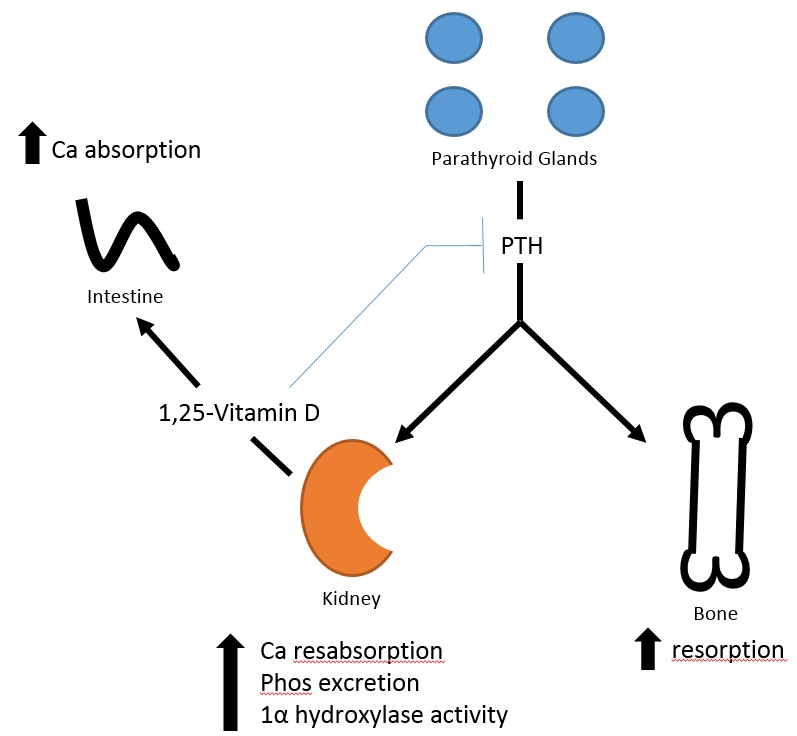 Parathyroid Glands
Ca absorption
PTH
Intestine
1,25-Vitamin D
Kidney
Bone
Ca resabsorption
Phos excretion
1α hydroxylase activity
resorption